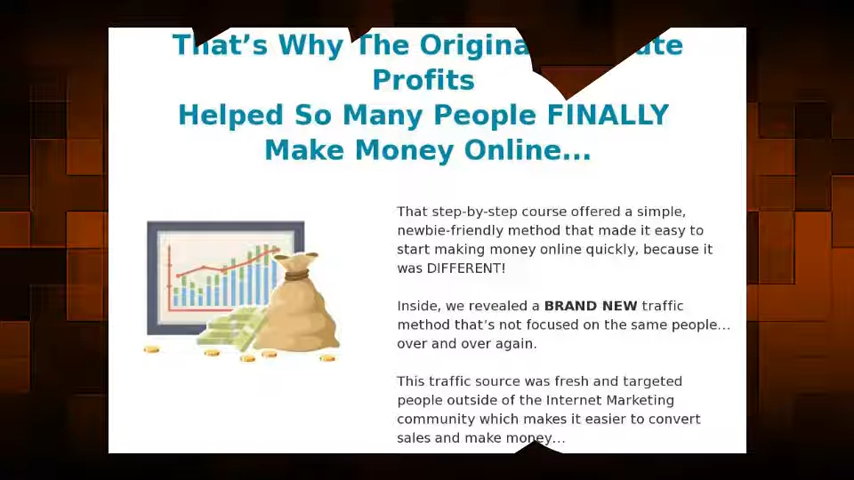 That's Why The Origina
Profits
Helped So Many People FINALLY
Make Money Online...
That step-by-step course offered a simple,
newbie-friendly method that made it easy to
start making money online quickly, because it
was DIFFERENT!
Inside, we revealed a BRAND NEW traffic
method that's not focused on the same people...
over and over again.
This traffic source was fresh and targeted
people outside of the Internet Marketing
community which makes it easier to convert
sales and make money...